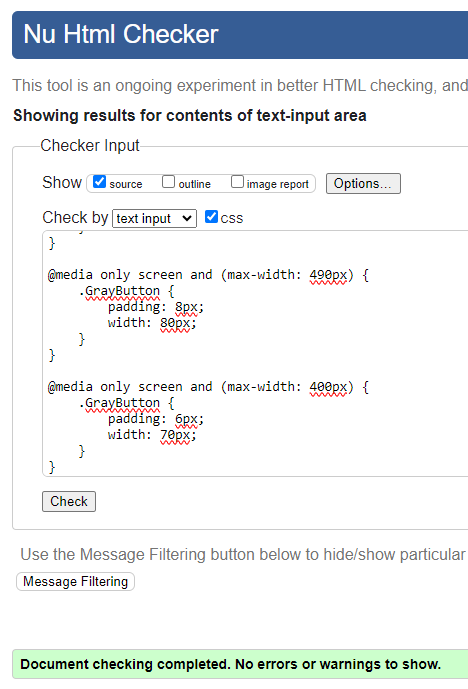 Nu Html Checker
This tool is an ongoing experiment in better HTML checking, and
Showing results for contents of text-input area
Checker Input
Show source outline image report Options...
Check by text input css
}
@media only screen and (max-width: 490px) {
.GrayButton {
padding: 8px;
width: 80px;
}
}
@media only screen and (max-width: 400px) {
.GrayButton {
padding: 6px;
width: 70px;
}
}
Check
Use the Message Filtering button below to hide/show particular
Message Filtering
Document checking completed. No errors or warnings to show.